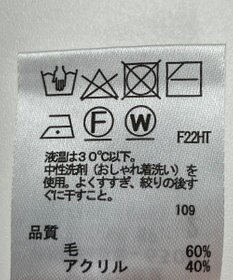 F W F22HT
液温は30℃以下。
中性洗剤（おしゃれ着洗い）を
使用。よくすすぎ、絞りの後す
ぐに干すこと。
109
品質
毛 60%
アクリル 40%